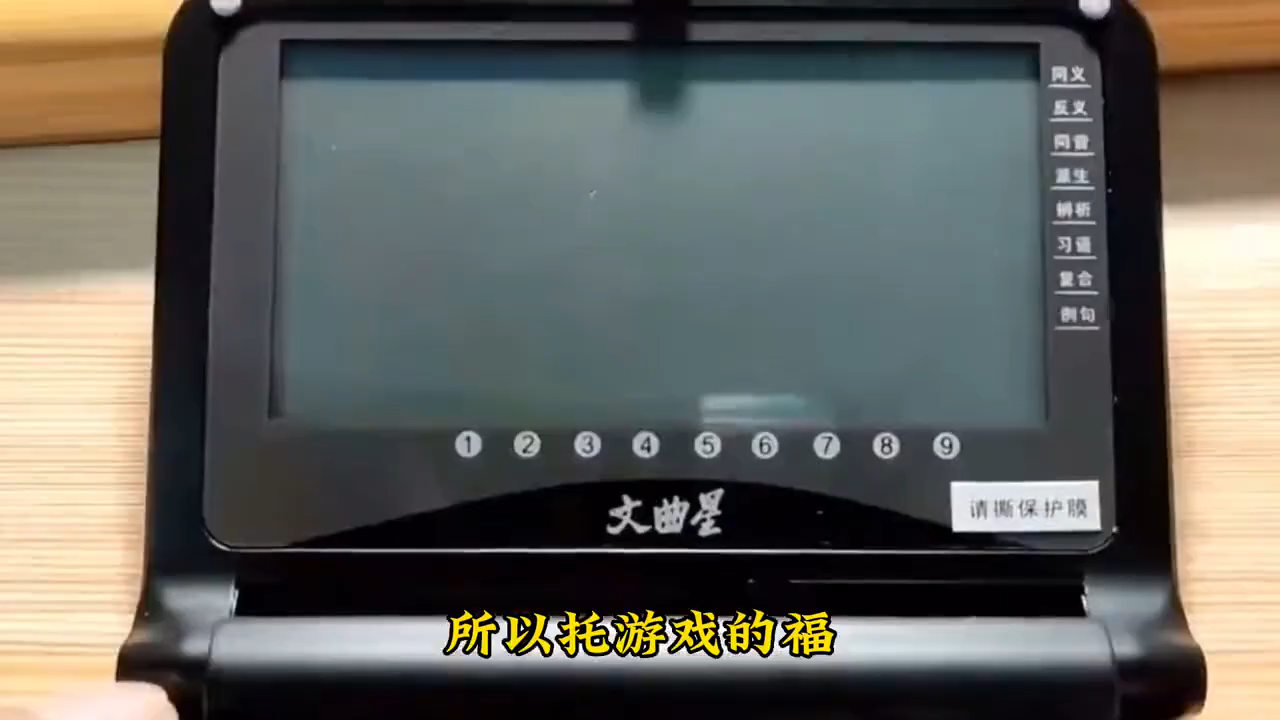 同义
反义
同音
派生
辨析
习语
复合
例句
① ② ③ ④ ⑤ ⑥ ⑦ ⑧ ⑨
文曲星
请撕保护膜
所以托游戏的福